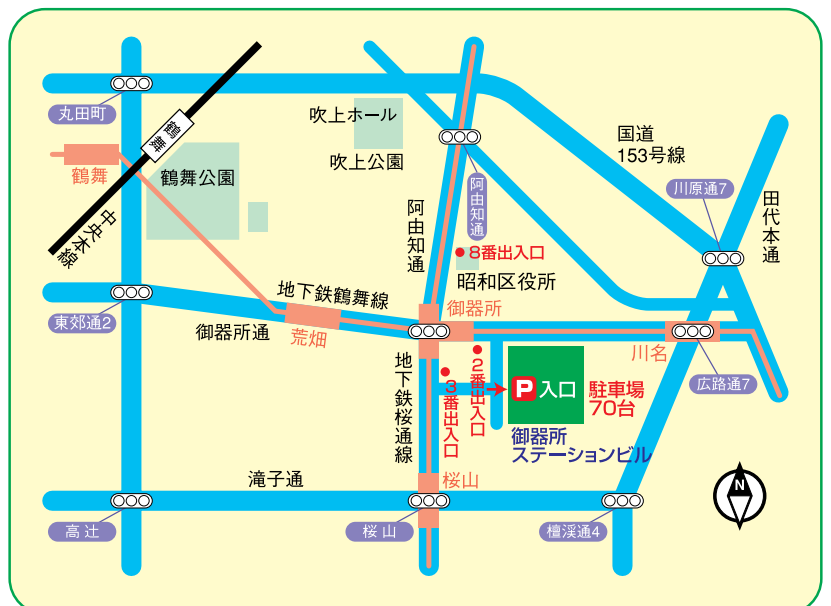 丸田町
鶴舞
鶴舞
鶴舞公園
中央本線
吹上ホール
吹上公園
国道
153号線
阿由知通
阿由知通
川原通7
田代本通
8番出入口
昭和区役所
東郊通2
地下鉄鶴舞線
御器所通
荒畑
御器所
川名
広路通7
地下鉄桜通線
3番出入口
2番出入口
P 入口
駐車場
70台
御器所
ステーションビル
滝子通
桜山
高辻
桜山
檀渓通4
N